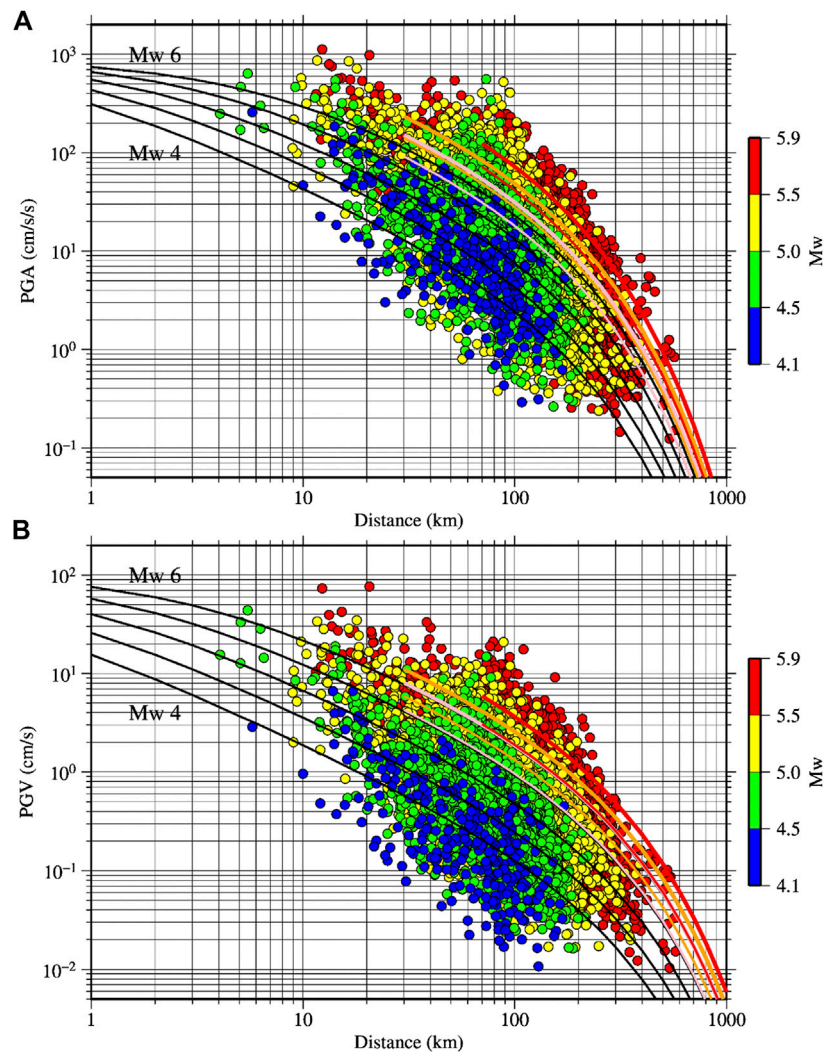 A
10³
10²
10¹
10⁰
10⁻¹
PGA (cm/s/s)
Mw 6
Mw 4
1
10
100
1000
Distance (km)
5.9
5.5
5.0
4.5
4.1
Mw
B
10²
10¹
10⁰
10⁻¹
10⁻²
PGV (cm/s)
Mw 6
Mw 4
1
10
100
1000
Distance (km)
5.9
5.5
5.0
4.5
4.1
Mw